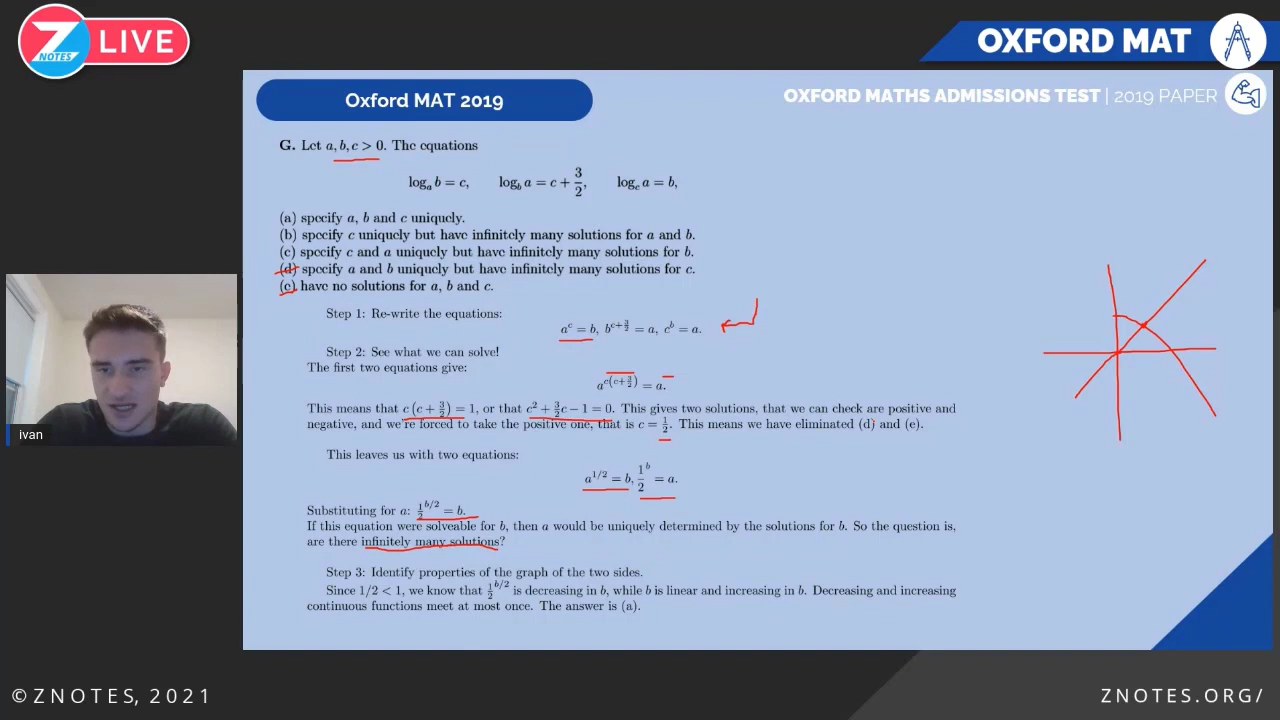 Z NOTES LIVE
OXFORD MAT
Oxford MAT 2019
OXFORD MATHS ADMISSIONS TEST | 2019 PAPER
G. Let a, b, c > 0. The equations
log_a b = c, log_b a = c + 3/2, log_c a = b,
(a) specify a, b and c uniquely.
(b) specify c uniquely but have infinitely many solutions for a and b.
(c) specify c and a uniquely but have infinitely many solutions for b.
(d) specify a and b uniquely but have infinitely many solutions for c.
(e) have no solutions for a, b and c.
Step 1: Re-write the equations:
a^c = b, b^{c+3/2} = a, c^b = a.
Step 2: See what we can solve!
The first two equations give:
a^{c(c+3/2)} = a.
This means that c(c + 3/2) = 1, or that c² + 3/2c − 1 = 0. This gives two solutions, that we can check are positive and
negative, and we're forced to take the positive one, that is c = 1/2. This means we have eliminated (d) and (e).
This leaves us with two equations:
a^{1/2} = b, 1/2^b = a.
Substituting for a: 1/2^{b/2} = b.
If this equation were solveable for b, then a would be uniquely determined by the solutions for b. So the question is,
are there infinitely many solutions?
Step 3: Identify properties of the graph of the two sides.
Since 1/2 < 1, we know that 1/2^{b/2} is decreasing in b, while b is linear and increasing in b. Decreasing and increasing
continuous functions meet at most once. The answer is (a).
ivan
© ZNOTES, 2021
ZNOTES.ORG/